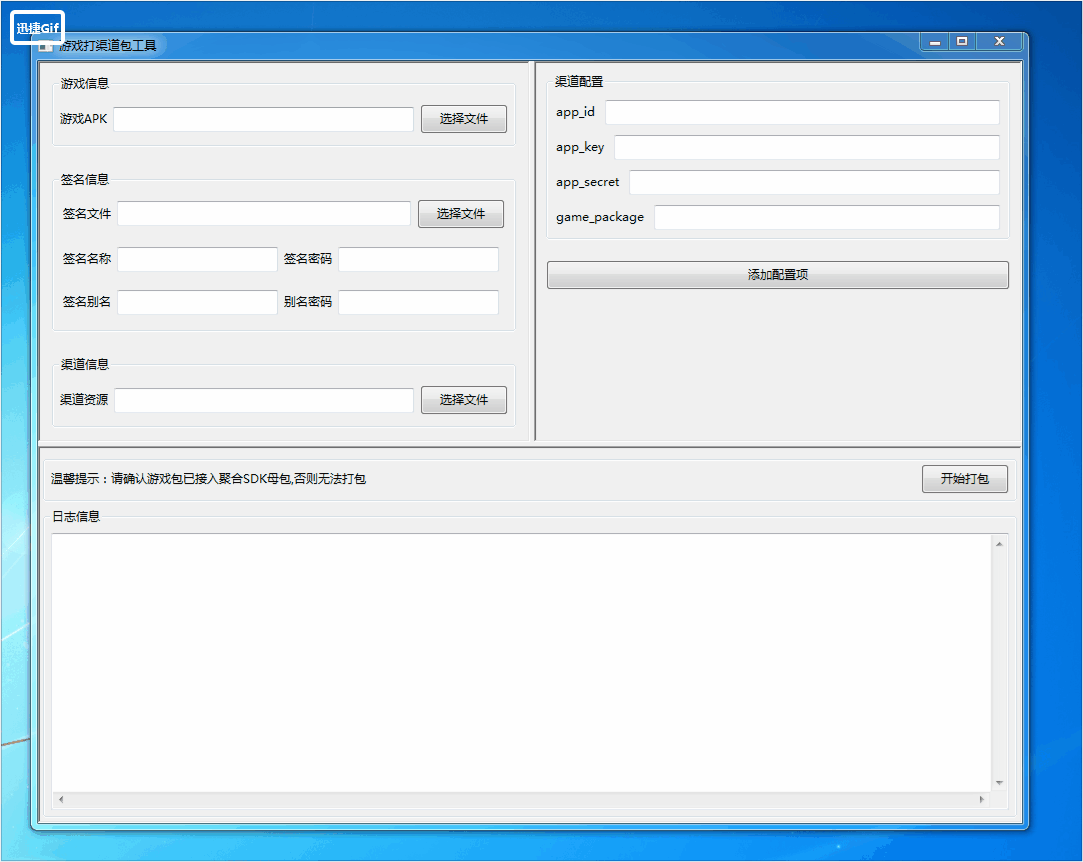 迅捷Gif
游戏打渠道包工具
游戏信息
游戏APK
选择文件
签名信息
签名文件
选择文件
签名名称
签名密码
签名别名
别名密码
渠道信息
渠道资源
选择文件
渠道配置
app_id
app_key
app_secret
game_package
添加配置项
温馨提示：请确认游戏包已接入聚合SDK母包,否则无法打包
开始打包
日志信息